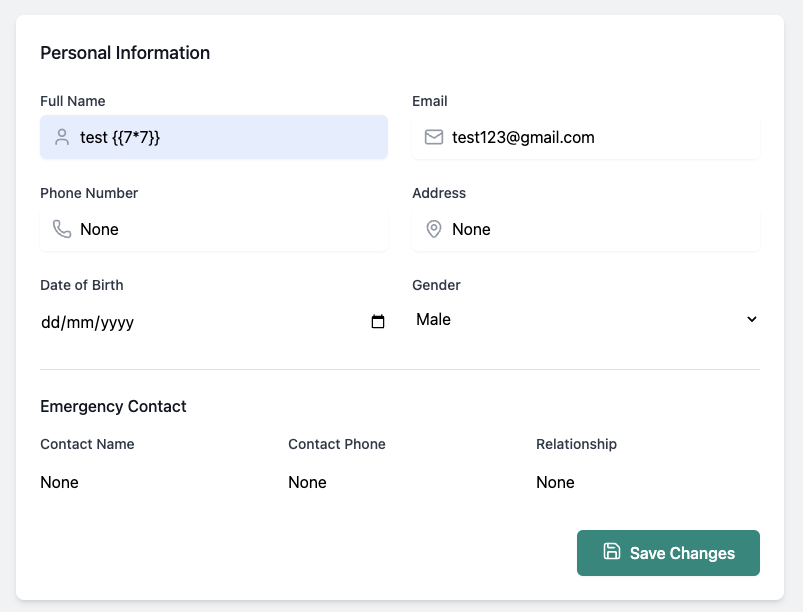 Personal Information
Full Name Email
test {{7*7}} test123@gmail.com
Phone Number Address
None None
Date of Birth Gender
dd/mm/yyyy Male
Emergency Contact
Contact Name Contact Phone Relationship
None None None
Save Changes